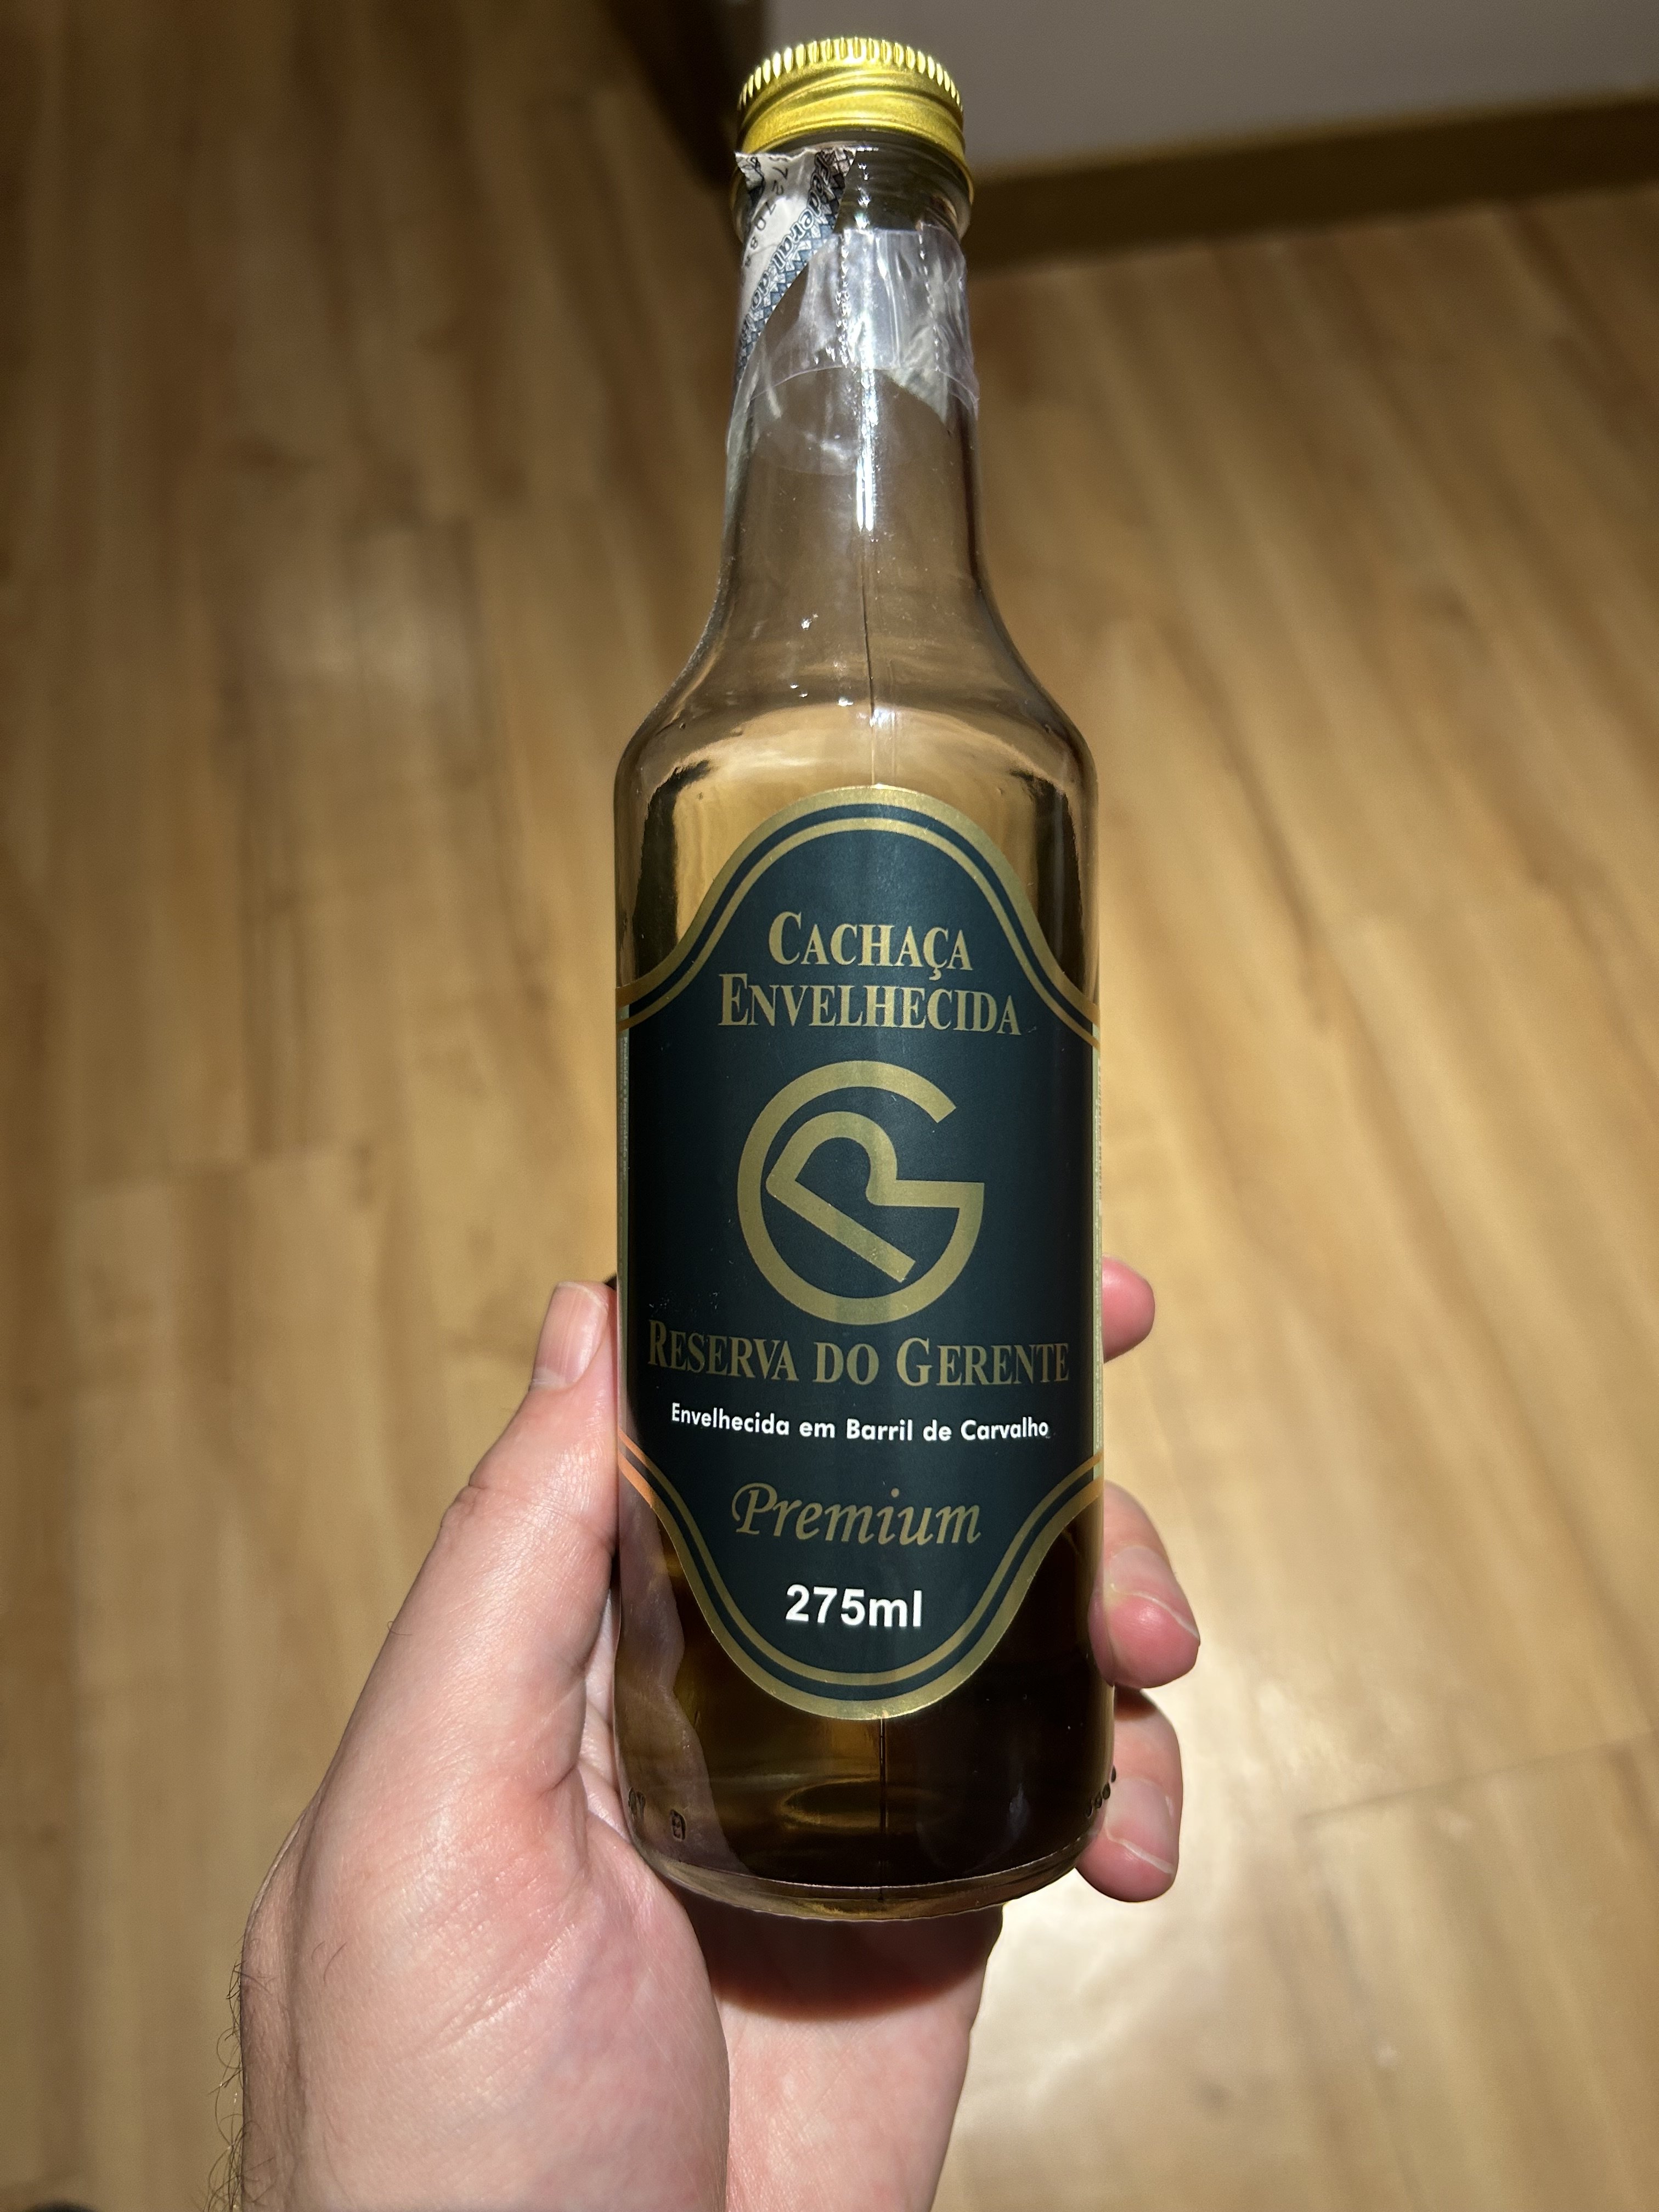 CACHAÇA
ENVELHECIDA
RESERVA DO GERENTE
Envelhecida em Barril de Carvalho
Premium
275ml